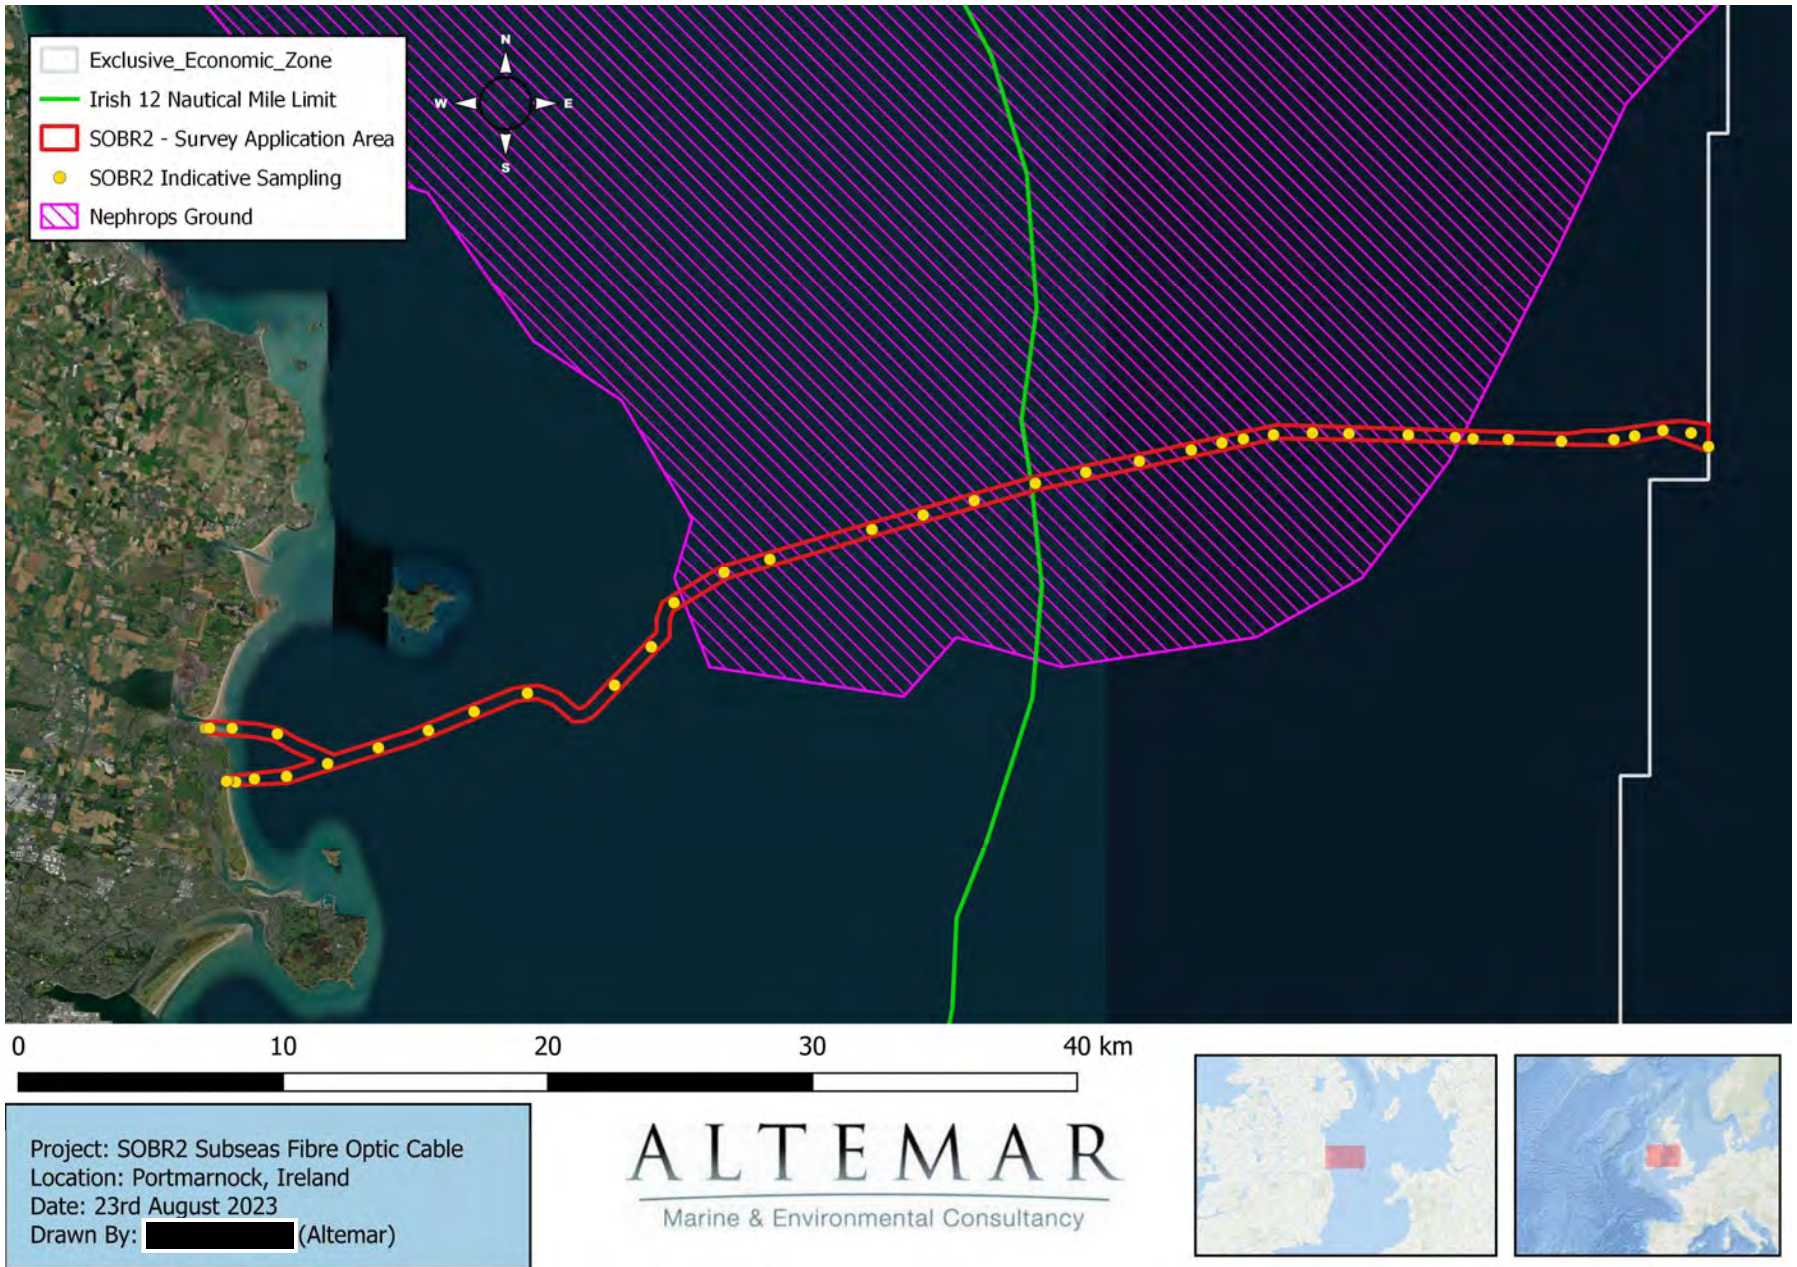 Exclusive_Economic_Zone
Irish 12 Nautical Mile Limit
SOBR2 - Survey Application Area
SOBR2 Indicative Sampling
Nephrops Ground
N
W E
S
0 10 20 30 40 km
Project: SOBR2 Subseas Fibre Optic Cable
Location: Portmarnock, Ireland
Date: 23rd August 2023
Drawn By: (Altemar)
ALTEMAR
Marine & Environmental Consultancy